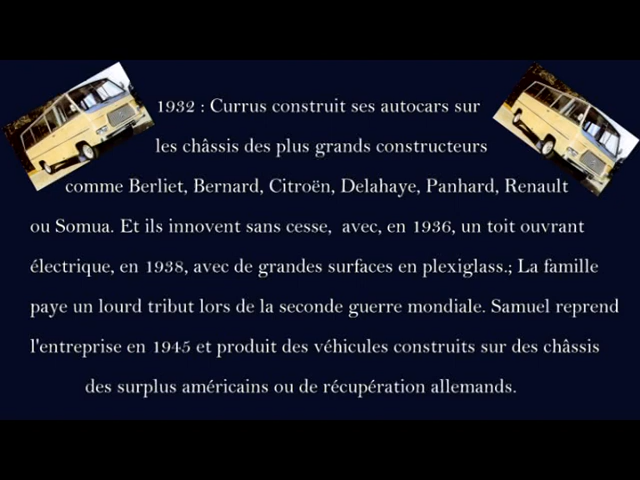 1932 : Currus construit ses autocars sur
les châssis des plus grands constructeurs
comme Berliet, Bernard, Citroën, Delahaye, Panhard, Renault
ou Somua. Et ils innovent sans cesse, avec, en 1936, un toit ouvrant
électrique, en 1938, avec de grandes surfaces en plexiglass.; La famille
paye un lourd tribut lors de la seconde guerre mondiale. Samuel reprend
l'entreprise en 1945 et produit des véhicules construits sur des châssis
des surplus américains ou de récupération allemands.